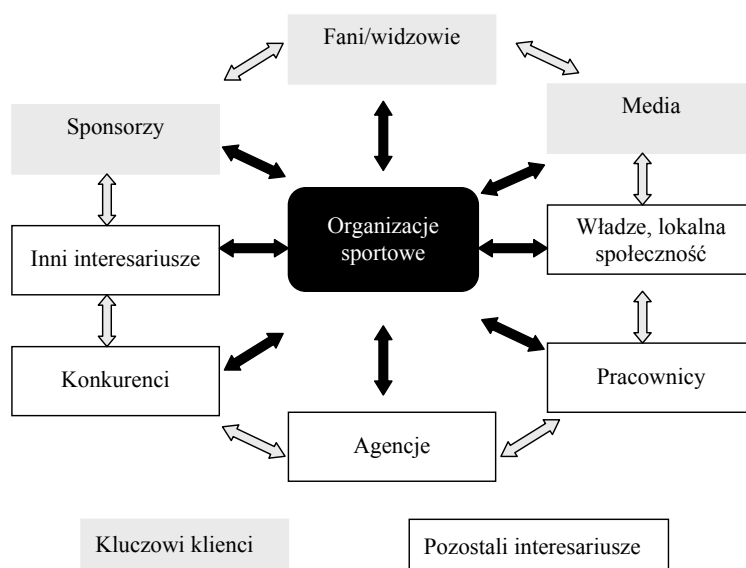 Fani/widzowie
Sponsorzy
Media
Organizacje
sportowe
Inni interesariusze
Władze, lokalna
społeczność
Konkurenci
Pracownicy
Agencje
Kluczowi klienci
Pozostali interesariusze